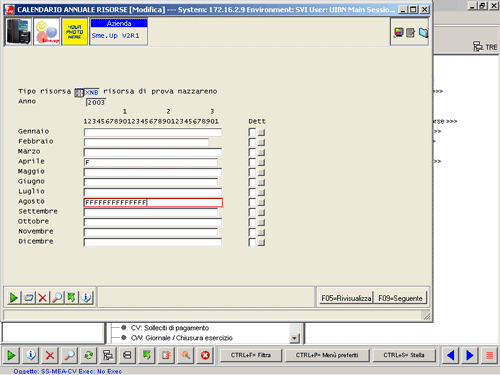 CALENDARIO ANNUALE RISORSE [Modifica] --- System: 172.16.2.9 Environment: SVI User: UIBN Main Sessio...
YOUR PHOTO HERE
Azienda
Sme.Up V2R1
TRE
Tipo risorsa XNB risorsa di prova nazzareno
Anno 2003
1 2 3
1234567890123456789012345678901 Dett
Gennaio
Febbraio
Marzo
Aprile F
Maggio
Giugno
Luglio
Agosto FFFFFFFFFFFFFF
Settembre
Ottobre
Novembre
Dicembre
>>>
orse >>>
>>
>>>
F05=Rivisualizza F09=Seguente
CV: Solleciti di pagamento
CW: Giornale / Chiusura esercizio
CTRL+F= Filtra CTRL+P= Menù preferiti CTRL+S= Stella
Oggetto: SS-MEA-CV Exec: No Exec